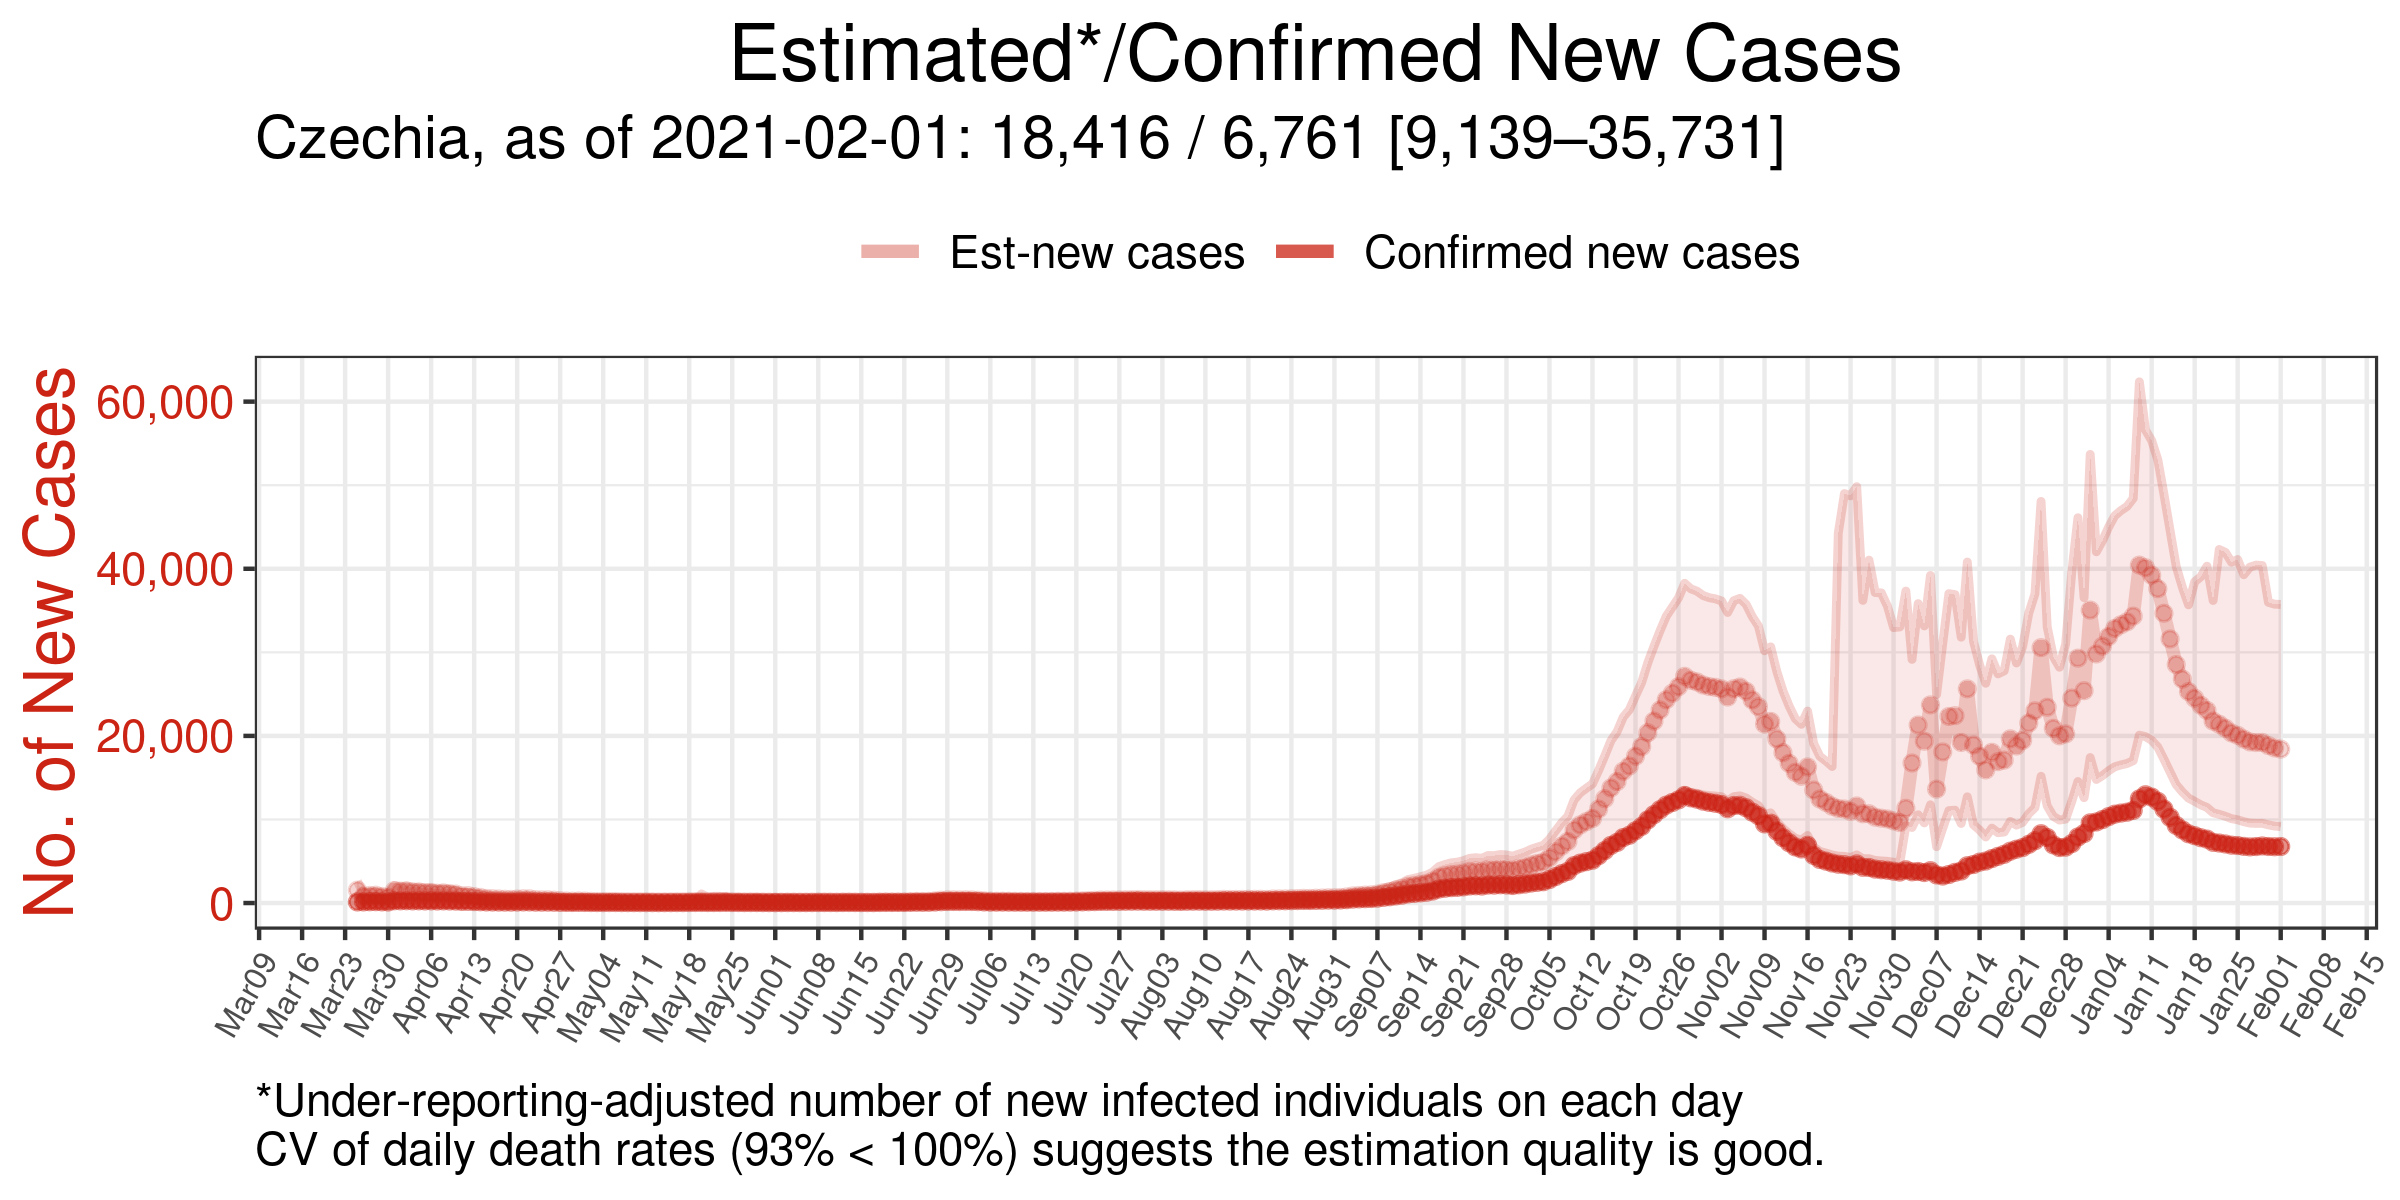 Estimated*/Confirmed New Cases
Czechia, as of 2021-02-01: 18,416 / 6,761 [9,139–35,731]
Est-new cases Confirmed new cases
No. of New Cases
60,000
40,000
20,000
0
Mar09 Mar16 Mar23 Mar30 Apr06 Apr13 Apr20 Apr27 May04 May11 May18 May25 Jun01 Jun08 Jun15 Jun22 Jun29 Jul06 Jul13 Jul20 Jul27 Aug03 Aug10 Aug17 Aug24 Aug31 Sep07 Sep14 Sep21 Sep28 Oct05 Oct12 Oct19 Oct26 Nov02 Nov09 Nov16 Nov23 Nov30 Dec07 Dec14 Dec21 Dec28 Jan04 Jan11 Jan18 Jan25 Feb01 Feb08 Feb15
*Under-reporting-adjusted number of new infected individuals on each day
CV of daily death rates (93% < 100%) suggests the estimation quality is good.